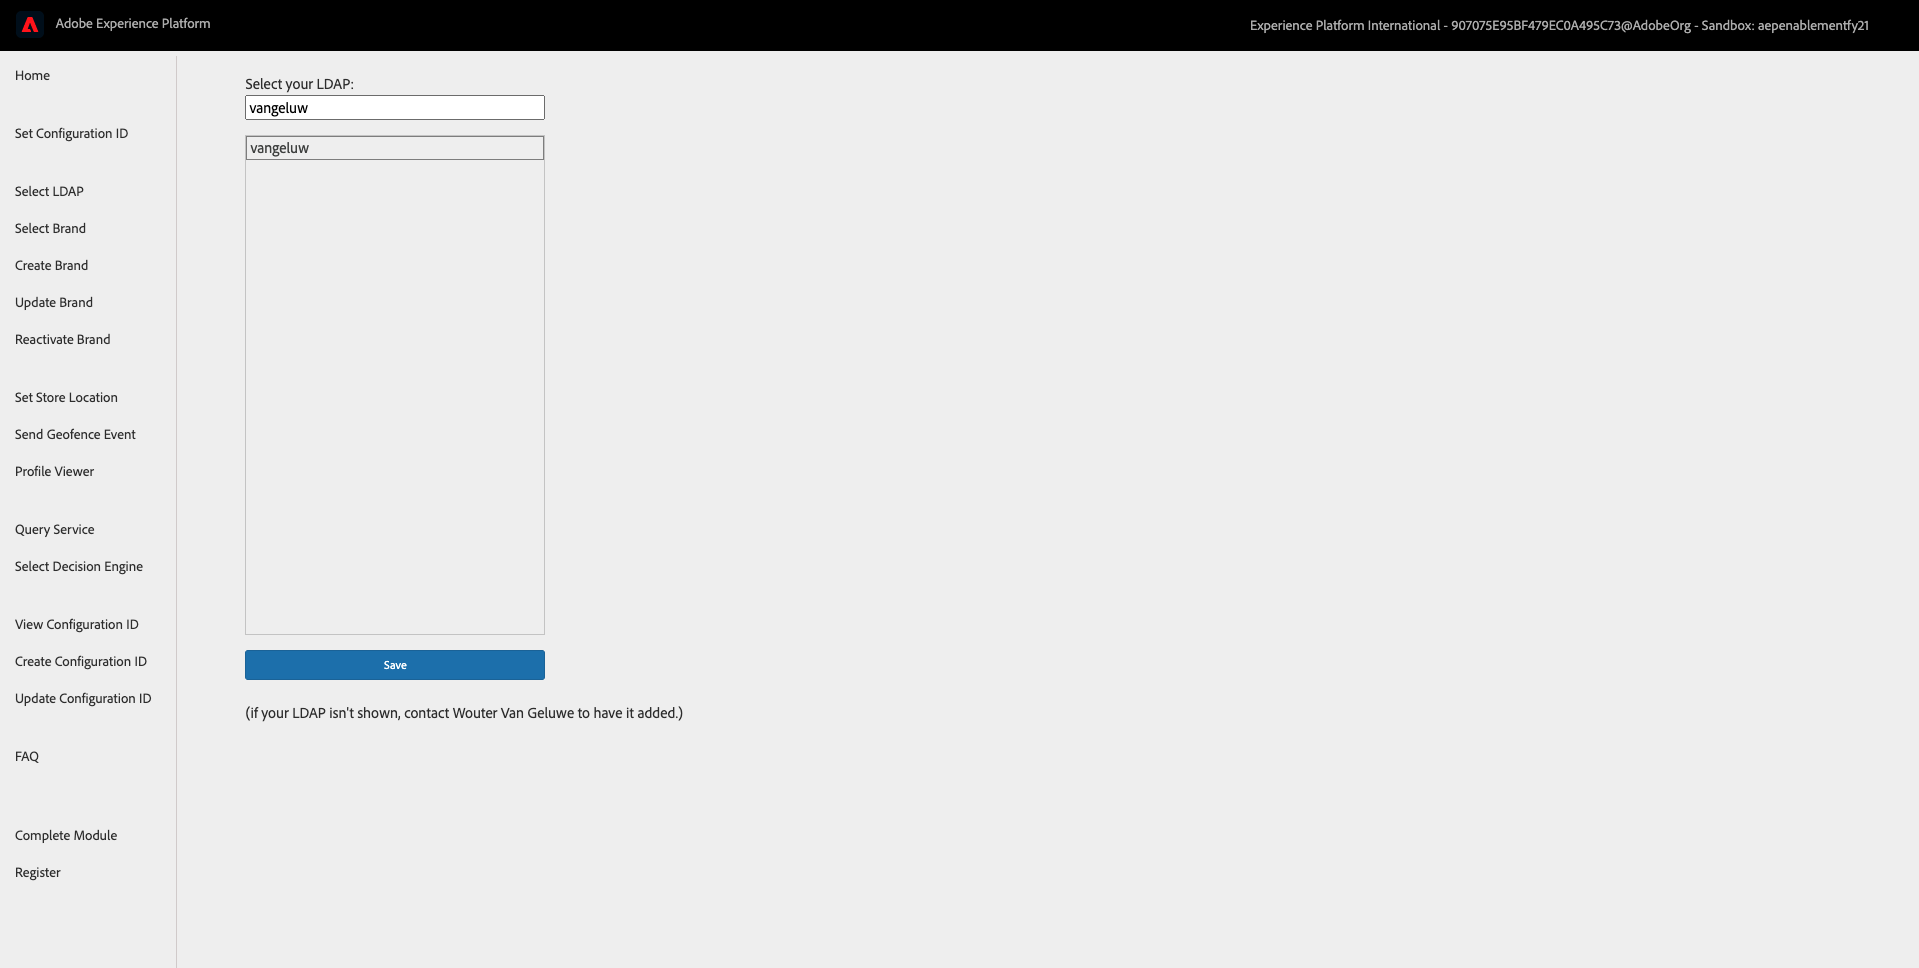 Adobe Experience Platform
Experience Platform International - 907075E95BF479EC0A495C73@AdobeOrg - Sandbox: aepenablementfy21
Home
Set Configuration ID
Select LDAP
Select Brand
Create Brand
Update Brand
Reactivate Brand
Set Store Location
Send Geofence Event
Profile Viewer
Query Service
Select Decision Engine
View Configuration ID
Create Configuration ID
Update Configuration ID
FAQ
Complete Module
Register
Select your LDAP:
vangeluw
vangeluw
Save
(if your LDAP isn't shown, contact Wouter Van Geluwe to have it added.)